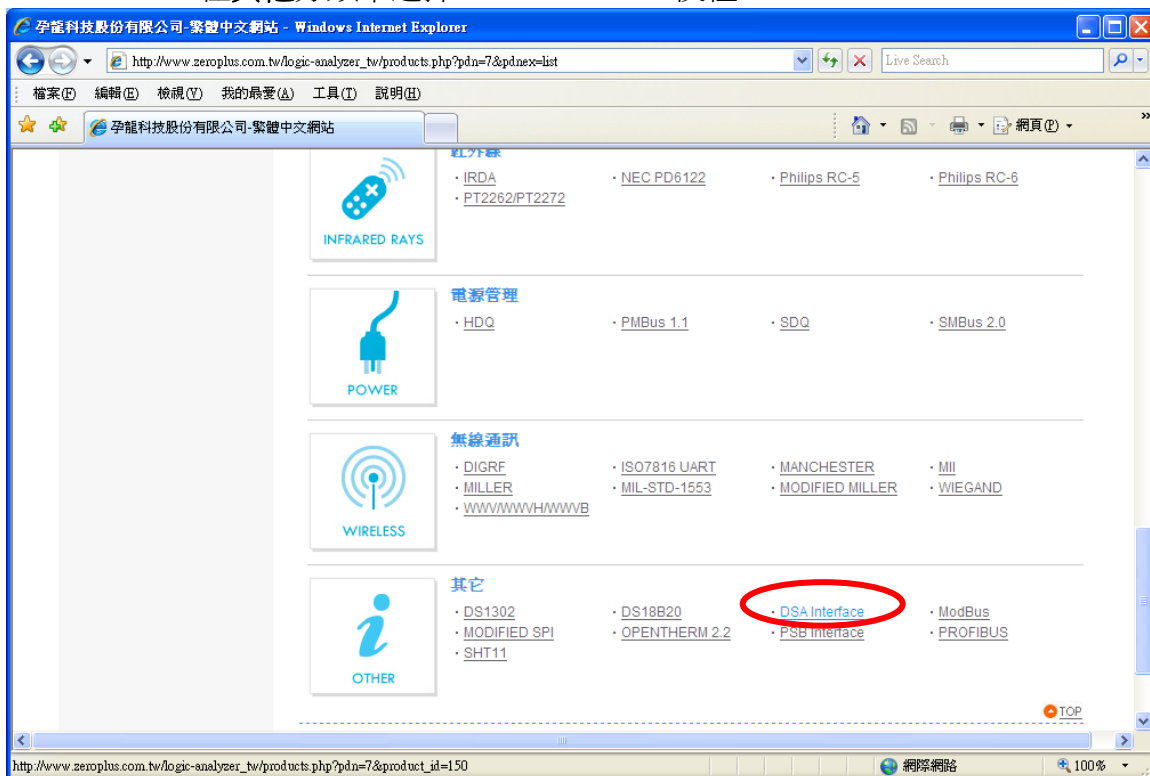 孕龍科技股份有限公司-繁體中文網站 - Windows Internet Explorer
http://www.zeroplus.com.tw/logic-analyzer_tw/products.php?pdn=7&pdnex=list
Live Search
檔案(F) 編輯(E) 檢視(V) 我的最愛(A) 工具(T) 說明(H)
孕龍科技股份有限公司-繁體中文網站
網頁(P)
紅外線
· IRDA · NEC PD6122 · Philips RC-5 · Philips RC-6
· PT2262/PT2272
INFRARED RAYS
電源管理
· HDQ · PMBus 1.1 · SDQ · SMBus 2.0
POWER
無線通訊
· DIGRF · ISO7816 UART · MANCHESTER · MII
· MILLER · MIL-STD-1553 · MODIFIED MILLER · WIEGAND
· WWV/WWVH/WWVB
WIRELESS
其它
· DS1302 · DS18B20 · DSA Interface · ModBus
· MODIFIED SPI · OPENTHERM 2.2 · PSB Interface · PROFIBUS
· SHT11
OTHER
TOP
http://www.zeroplus.com.tw/logic-analyzer_tw/products.php?pdn=7&product_id=150
網際網路
100%